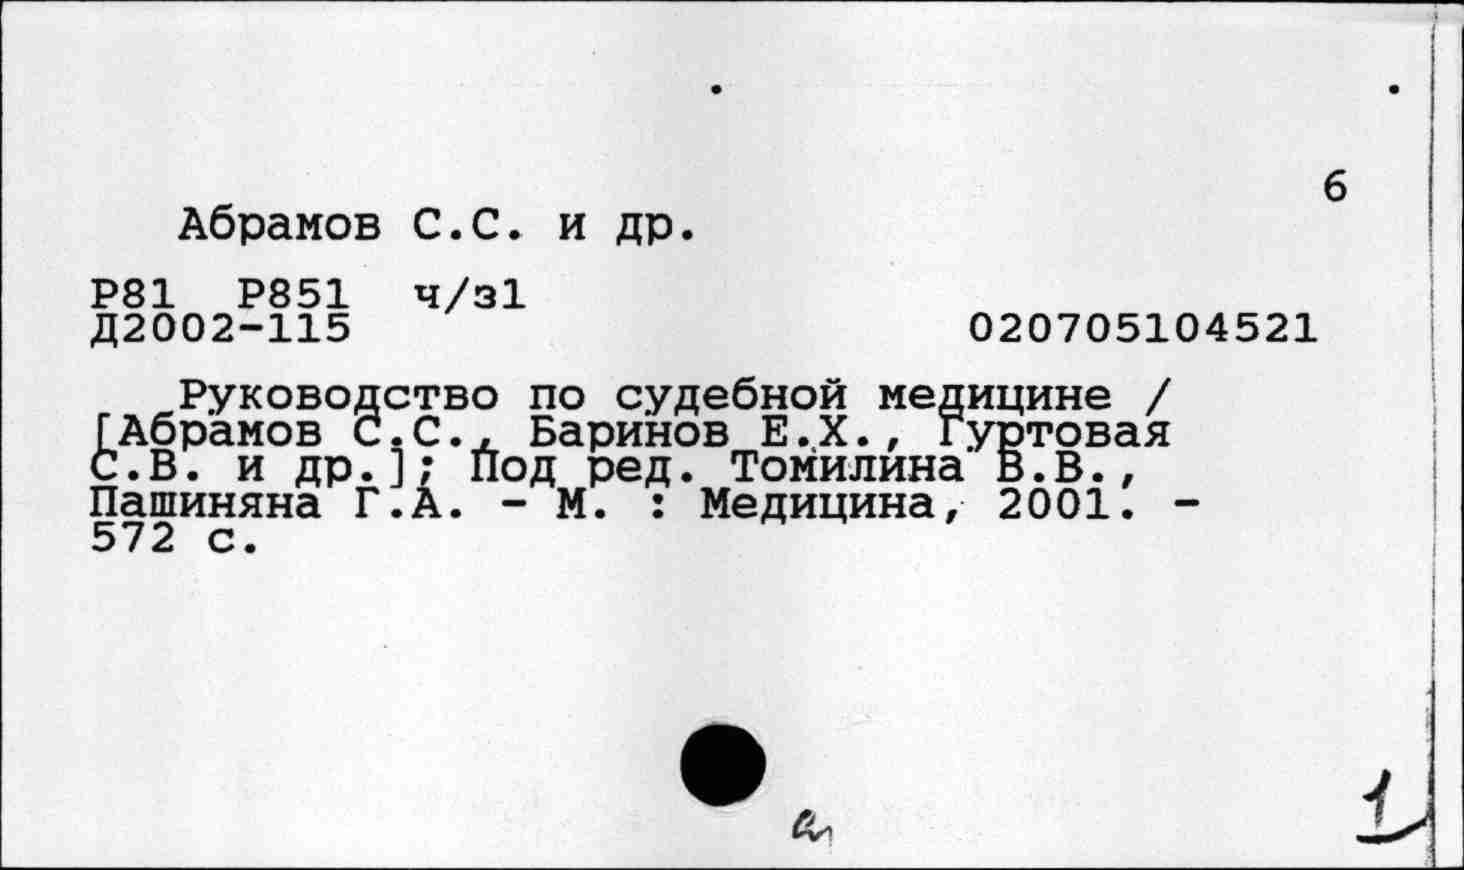 6
Абрамов С.С. и др.
Р81 Р851 ч/з1
Д2002-115 020705104521
Руководство по судебной медицине /
[Абрамов С.С., Баринов Е.Х., Гуртовая
С.В. и др.]; Под ред. Томилина В.В.,
Пашиняна Г.А. - М. : Медицина, 2001. -
572 с.
1